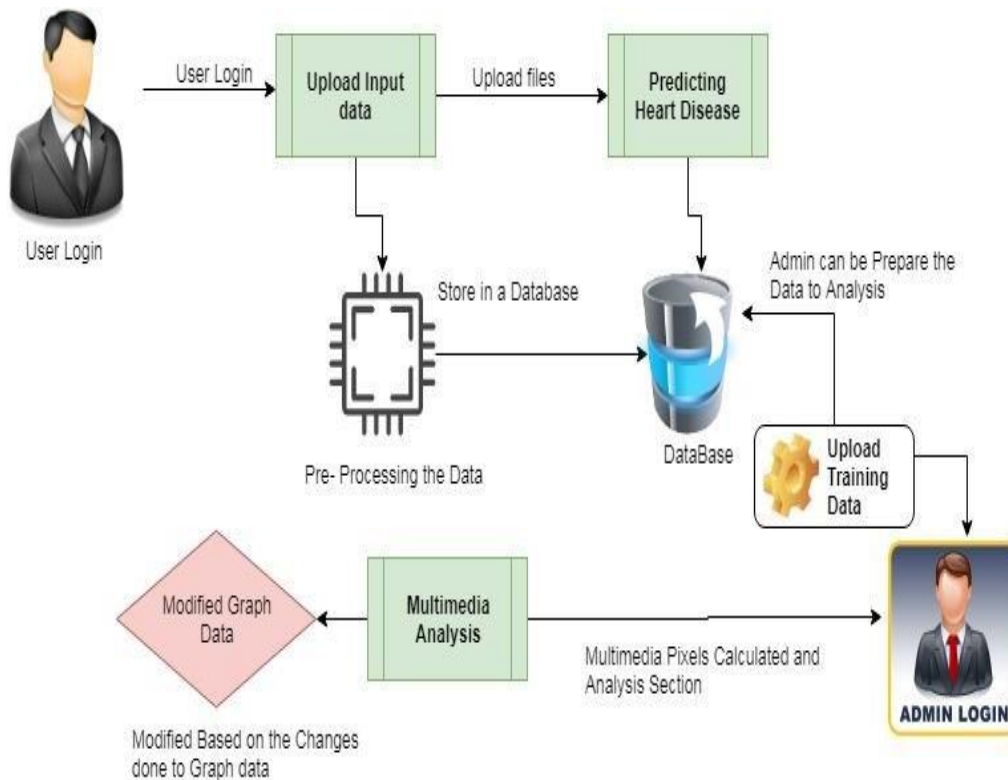 User Login
Upload Input
data
Upload files
Predicting
Heart Disease
User Login
Store in a Database
Admin can be Prepare the
Data to Analysis
Pre- Processing the Data
DataBase
Upload
Training
Data
Modified Graph
Data
Multimedia
Analysis
Multimedia Pixels Calculated and
Analysis Section
ADMIN LOGIN
Modified Based on the Changes
done to Graph data